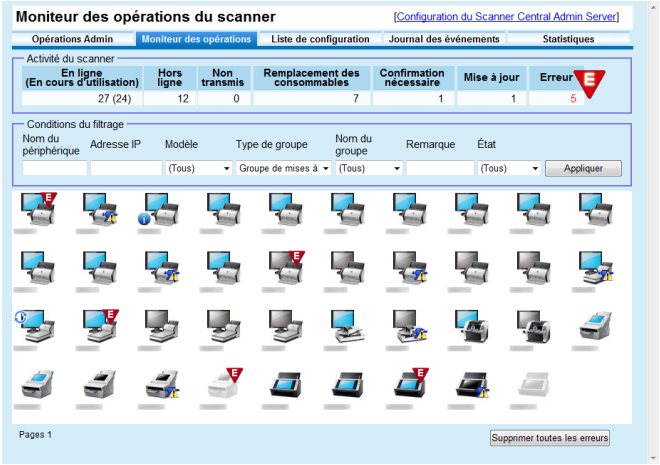 Moniteur des opérations du scanner
[Configuration du Scanner Central Admin Server]
Opérations Admin Moniteur des opérations Liste de configuration Journal des événements Statistiques
Activité du scanner
En ligne (En cours d'utilisation) Hors ligne Non transmis Remplacement des consommables Confirmation nécessaire Mise à jour Erreur E
27 (24) 12 0 7 1 1 5
Conditions du filtrage
Nom du périphérique Adresse IP Modèle Type de groupe Nom du groupe Remarque État
(Tous) Groupe de mises à (Tous) (Tous) Appliquer
E
i
E
E
E
E
Pages 1
Supprimer toutes les erreurs